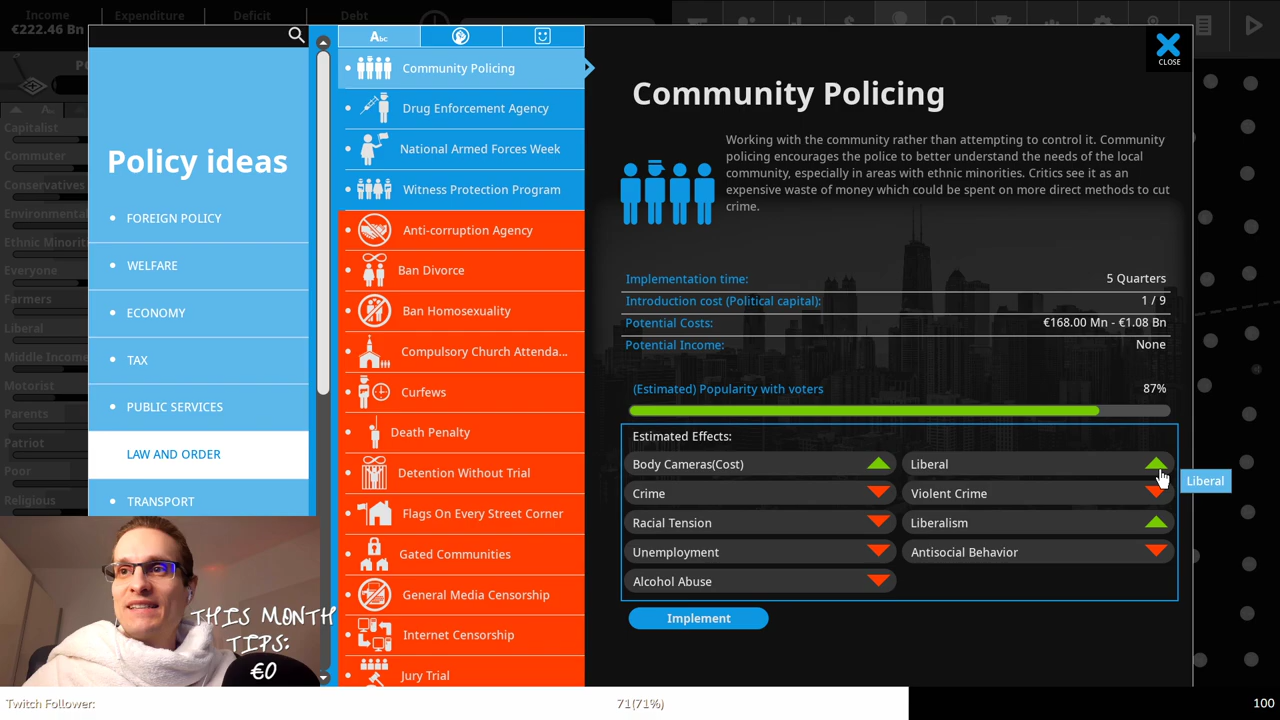 Income
Expenditure
Deficit
Debt
€222.46 Bn
Capitalist
Commuter
Conservatives
Environmental
Ethnic Minorit
Everyone
Farmers
Liberal
Middle Income
Motorist
Parents
Patriot
Poor
Religious
Policy ideas
FOREIGN POLICY
WELFARE
ECONOMY
TAX
PUBLIC SERVICES
LAW AND ORDER
TRANSPORT
Abc
Community Policing
Drug Enforcement Agency
National Armed Forces Week
Witness Protection Program
Anti-corruption Agency
Ban Divorce
Ban Homosexuality
Compulsory Church Attenda...
Curfews
Death Penalty
Detention Without Trial
Flags On Every Street Corner
Gated Communities
General Media Censorship
Internet Censorship
Jury Trial
CLOSE
Community Policing
Working with the community rather than attempting to control it. Community
policing encourages the police to better understand the needs of the local
community, especially in areas with ethnic minorities. Critics see it as an
expensive waste of money which could be spent on more direct methods to cut
crime.
Implementation time: 5 Quarters
Introduction cost (Political capital): 1 / 9
Potential Costs: €168.00 Mn - €1.08 Bn
Potential Income: None
(Estimated) Popularity with voters 87%
Estimated Effects:
Body Cameras(Cost)
Liberal
Liberal
Crime
Violent Crime
Racial Tension
Liberalism
Unemployment
Antisocial Behavior
Alcohol Abuse
Implement
THIS MONTH
TIPS:
€0
Twitch Follower: 71(71%) 100